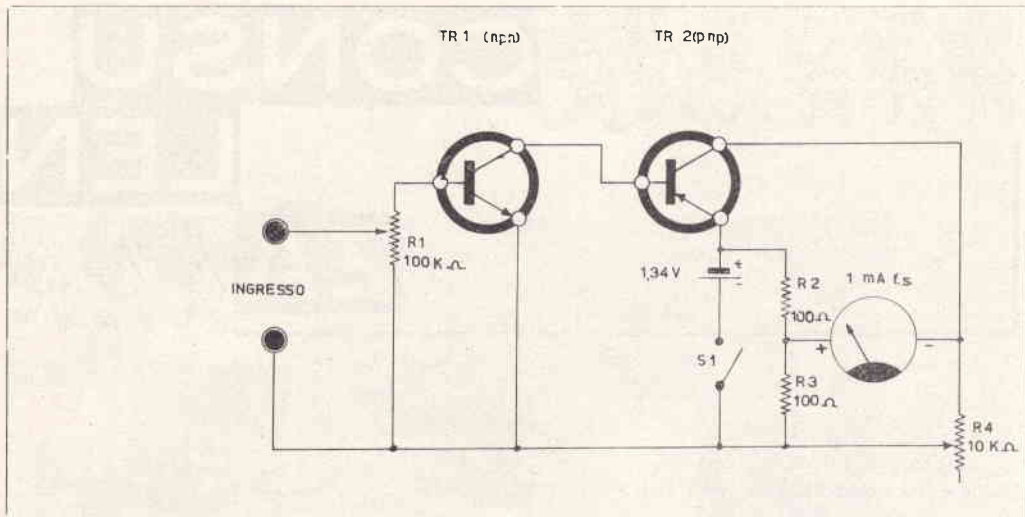 TR 1 (npn)
TR 2(pnp)
INGRESSO
R1
100 K Ω
1,34 V
+
-
S1
R2
100 Ω
R3
100 Ω
1 mA f.s
+
-
R4
10 K Ω